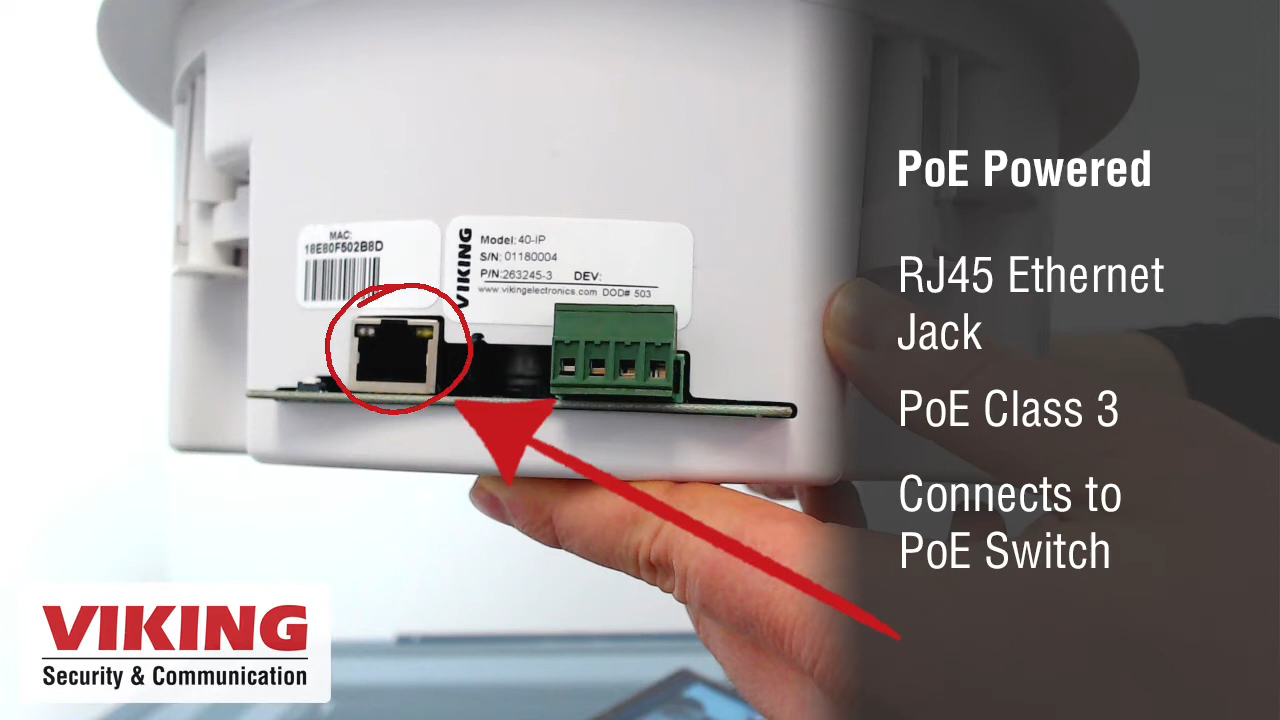 MAC:
18E80F502B8D
VIKING
Model: 40-IP
S/N: 01180004
P/N: 263245-3 DEV:
www.vikingelectronics.com DOD# 503
PoE Powered
RJ45 Ethernet
Jack
PoE Class 3
Connects to
PoE Switch
VIKING
Security & Communication